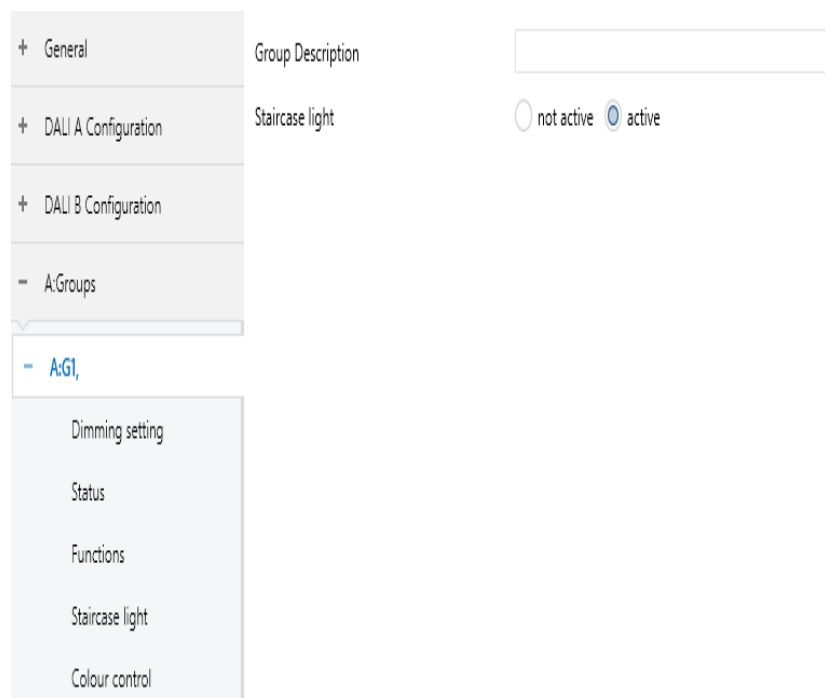 General
DALI A Configuration
DALI B Configuration
A:Groups
A:G1,
Dimming setting
Status
Functions
Staircase light
Colour control
Group Description
Staircase light not active active